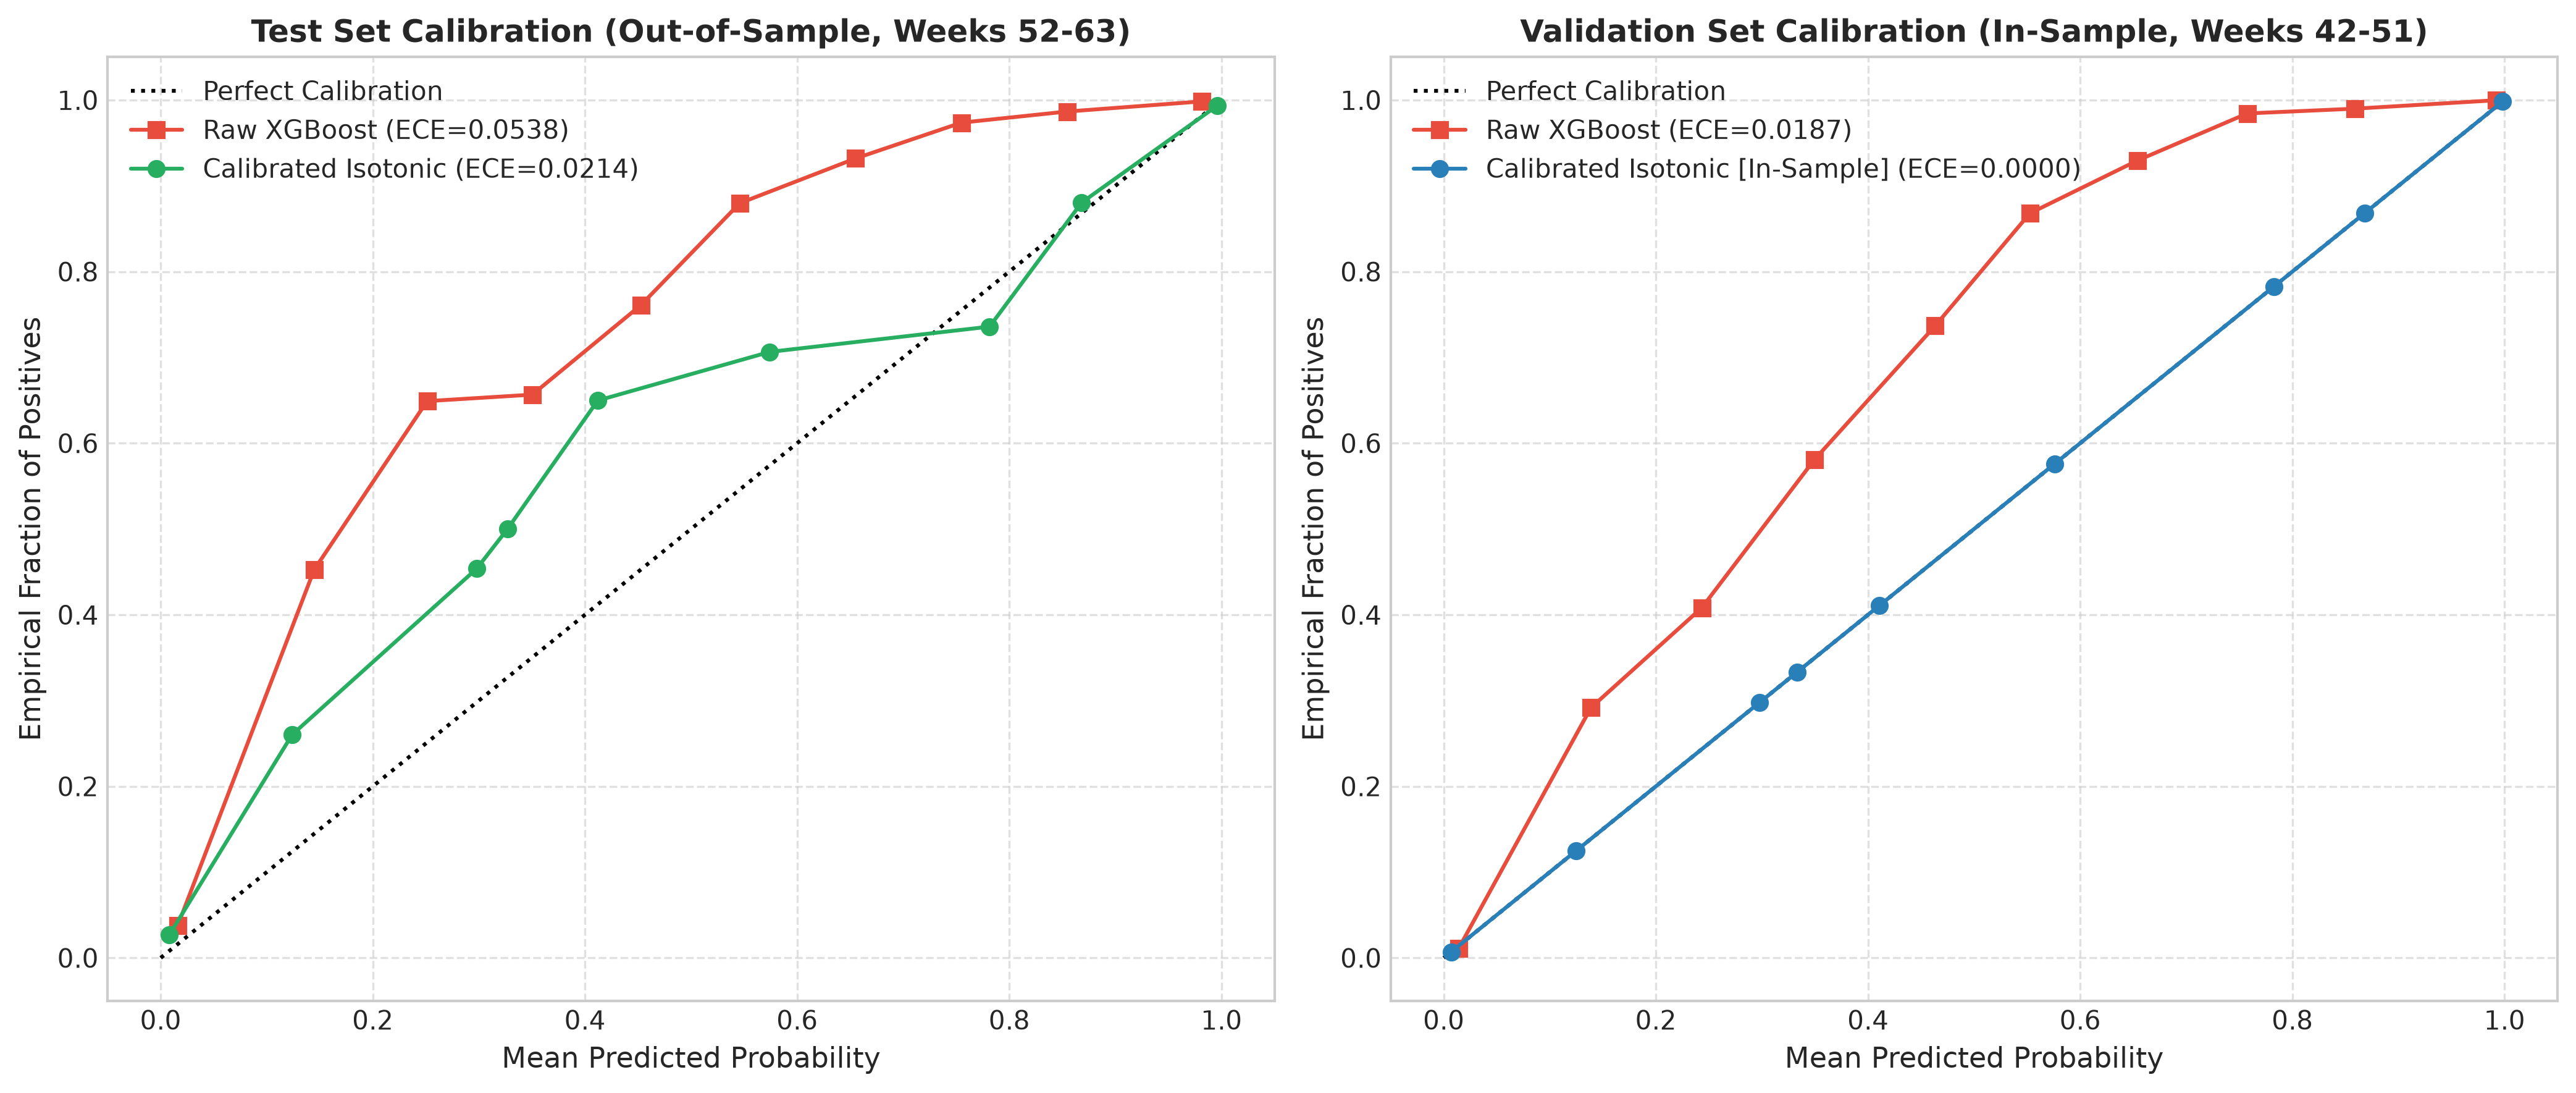 Test Set Calibration (Out-of-Sample, Weeks 52-63)
Perfect Calibration
Raw XGBoost (ECE=0.0538)
Calibrated Isotonic (ECE=0.0214)
1.0
0.8
0.6
0.4
0.2
0.0
Empirical Fraction of Positives
0.0 0.2 0.4 0.6 0.8 1.0
Mean Predicted Probability
Validation Set Calibration (In-Sample, Weeks 42-51)
Perfect Calibration
Raw XGBoost (ECE=0.0187)
Calibrated Isotonic [In-Sample] (ECE=0.0000)
1.0
0.8
0.6
0.4
0.2
0.0
Empirical Fraction of Positives
0.0 0.2 0.4 0.6 0.8 1.0
Mean Predicted Probability